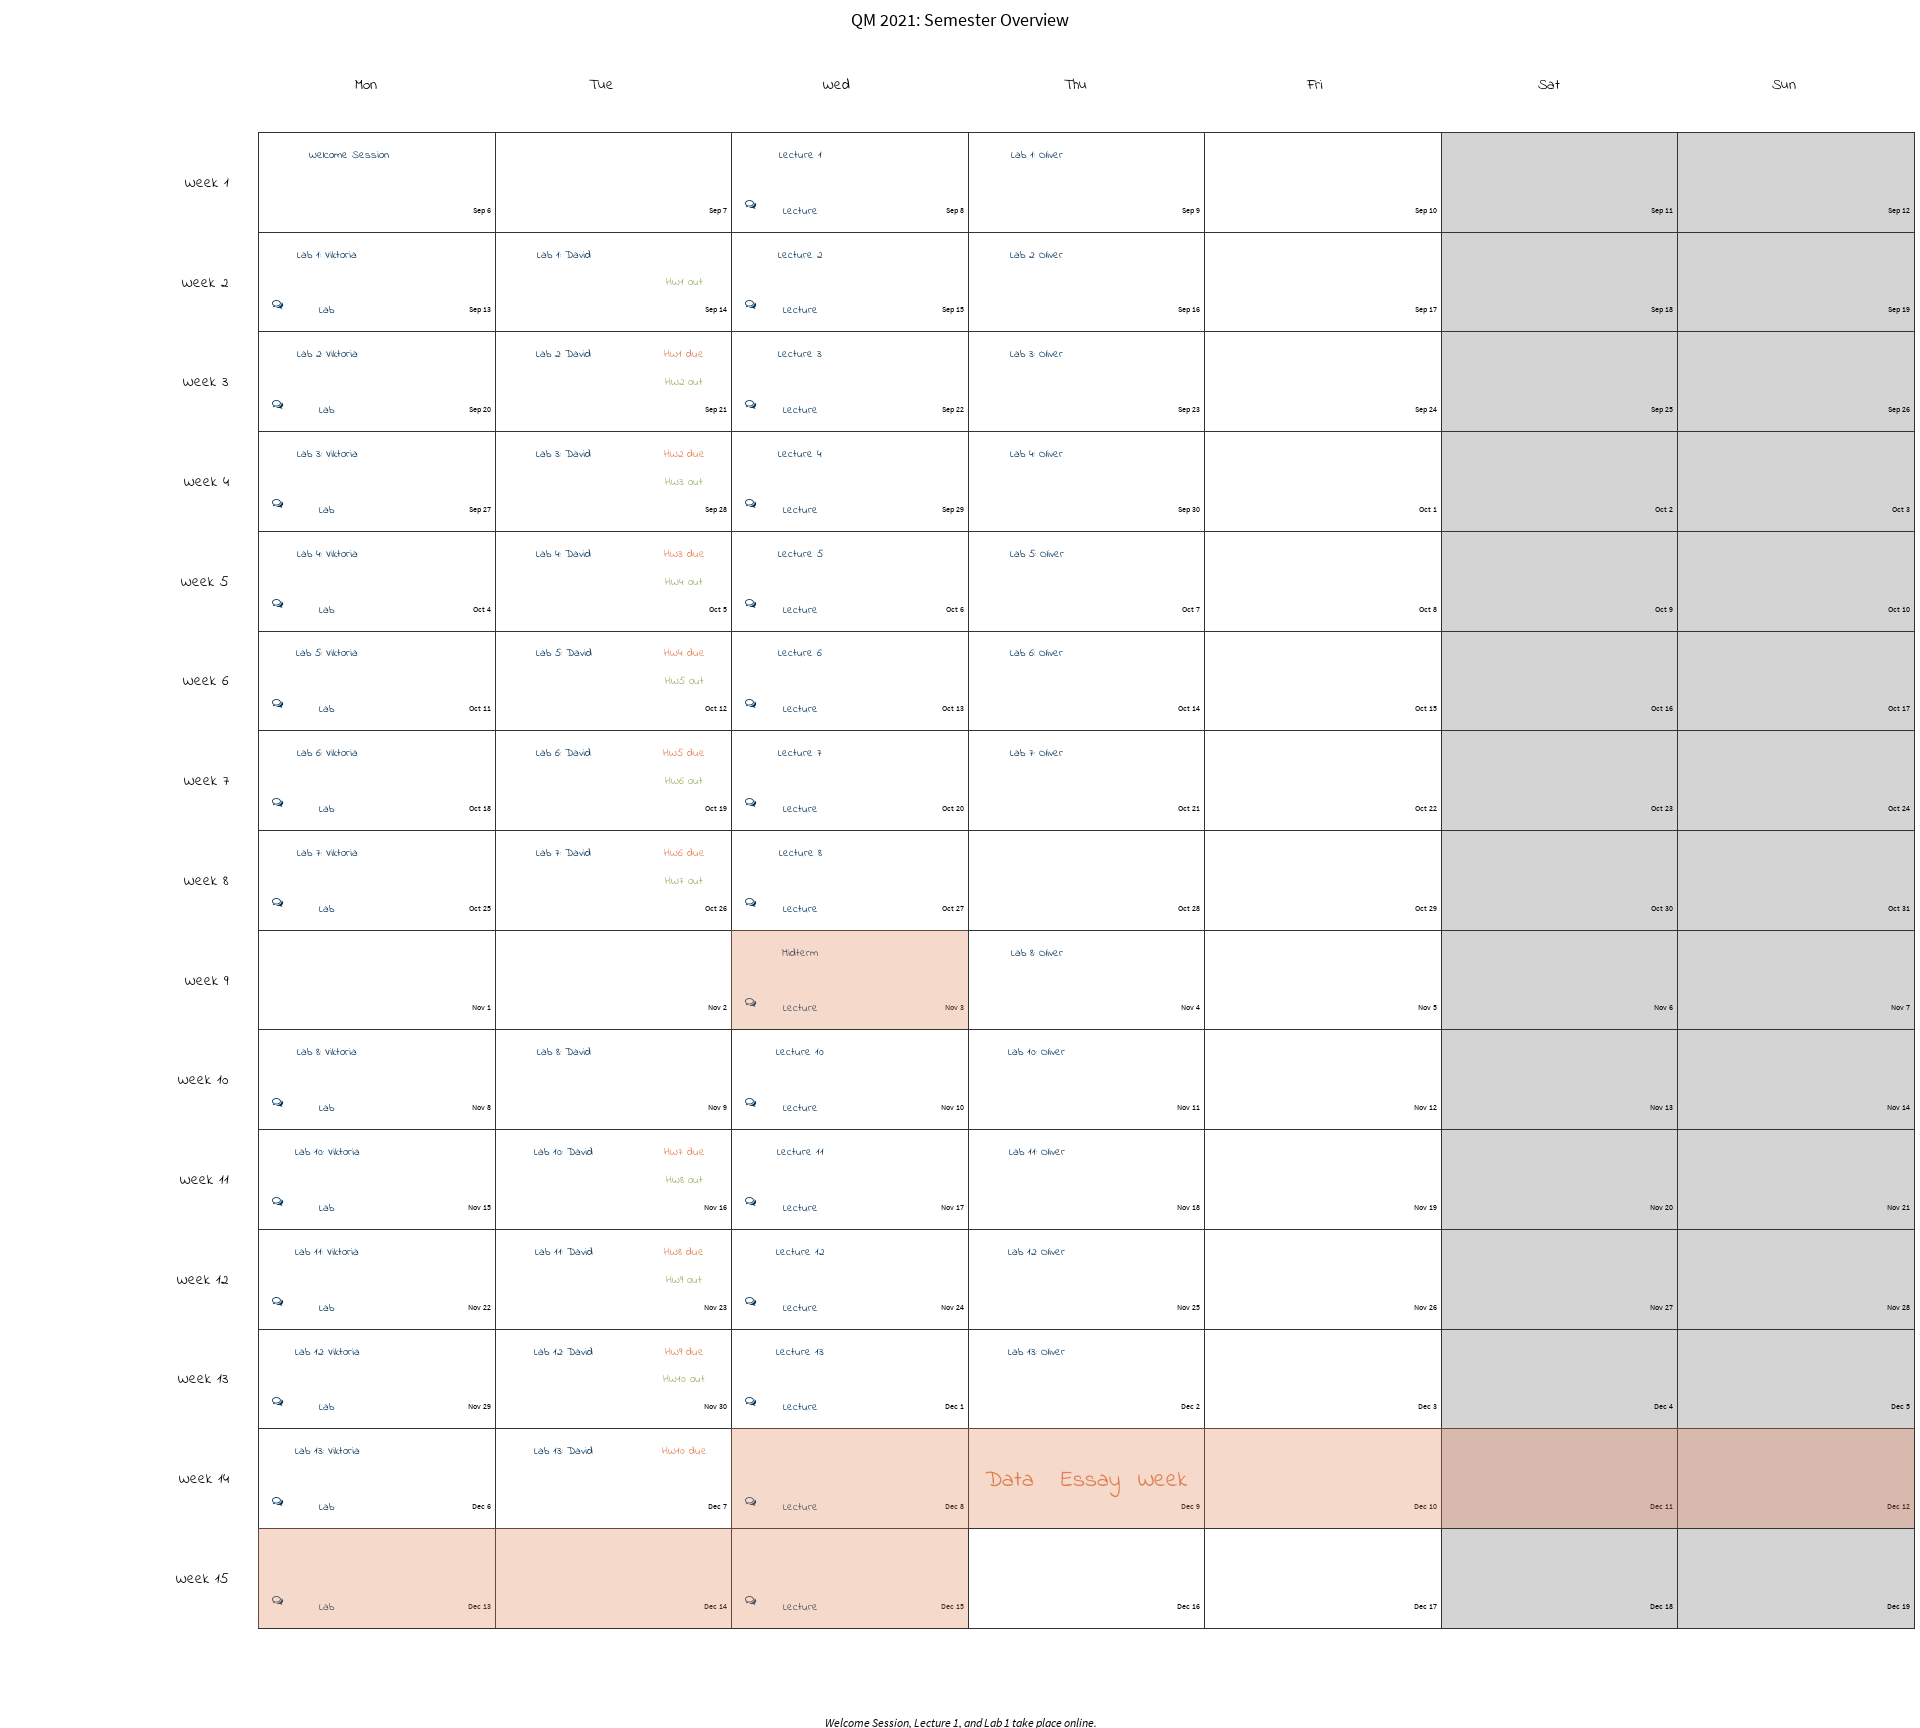 QM 2021: Semester Overview
Mon Tue Wed Thu Fri Sat Sun
Week 1
Welcome Session Lecture 1 Lab 1: Oliver
Lecture
Sep 6 Sep 7 Sep 8 Sep 9 Sep 10 Sep 11 Sep 12
Week 2
Lab 1: Viktoria Lab 1: David Lecture 2 Lab 2: Oliver
HW1 out
Lab Lecture
Sep 13 Sep 14 Sep 15 Sep 16 Sep 17 Sep 18 Sep 19
Week 3
Lab 2: Viktoria Lab 2: David HW1 due Lecture 3 Lab 3: Oliver
HW2 out
Lab Lecture
Sep 20 Sep 21 Sep 22 Sep 23 Sep 24 Sep 25 Sep 26
Week 4
Lab 3: Viktoria Lab 3: David HW2 due Lecture 4 Lab 4: Oliver
HW3 out
Lab Lecture
Sep 27 Sep 28 Sep 29 Sep 30 Oct 1 Oct 2 Oct 3
Week 5
Lab 4: Viktoria Lab 4: David HW3 due Lecture 5 Lab 5: Oliver
HW4 out
Lab Lecture
Oct 4 Oct 5 Oct 6 Oct 7 Oct 8 Oct 9 Oct 10
Week 6
Lab 5: Viktoria Lab 5: David HW4 due Lecture 6 Lab 6: Oliver
HW5 out
Lab Lecture
Oct 11 Oct 12 Oct 13 Oct 14 Oct 15 Oct 16 Oct 17
Week 7
Lab 6: Viktoria Lab 6: David HW5 due Lecture 7 Lab 7: Oliver
HW6 out
Lab Lecture
Oct 18 Oct 19 Oct 20 Oct 21 Oct 22 Oct 23 Oct 24
Week 8
Lab 7: Viktoria Lab 7: David HW6 due Lecture 8
HW7 out
Lab Lecture
Oct 25 Oct 26 Oct 27 Oct 28 Oct 29 Oct 30 Oct 31
Week 9
Midterm Lab 8: Oliver
Lecture
Nov 1 Nov 2 Nov 3 Nov 4 Nov 5 Nov 6 Nov 7
Week 10
Lab 8: Viktoria Lab 8: David Lecture 10 Lab 10: Oliver
Lab Lecture
Nov 8 Nov 9 Nov 10 Nov 11 Nov 12 Nov 13 Nov 14
Week 11
Lab 10: Viktoria Lab 10: David HW7 due Lecture 11 Lab 11: Oliver
HW8 out
Lab Lecture
Nov 15 Nov 16 Nov 17 Nov 18 Nov 19 Nov 20 Nov 21
Week 12
Lab 11: Viktoria Lab 11: David HW8 due Lecture 12 Lab 12: Oliver
HW9 out
Lab Lecture
Nov 22 Nov 23 Nov 24 Nov 25 Nov 26 Nov 27 Nov 28
Week 13
Lab 12: Viktoria Lab 12: David HW9 due Lecture 13 Lab 13: Oliver
HW10 out
Lab Lecture
Nov 29 Nov 30 Dec 1 Dec 2 Dec 3 Dec 4 Dec 5
Week 14
Lab 13: Viktoria Lab 13: David HW10 due
Data Essay Week
Lab Lecture
Dec 6 Dec 7 Dec 8 Dec 9 Dec 10 Dec 11 Dec 12
Week 15
Lab Lecture
Dec 13 Dec 14 Dec 15 Dec 16 Dec 17 Dec 18 Dec 19
Welcome Session, Lecture 1, and Lab 1 take place online.